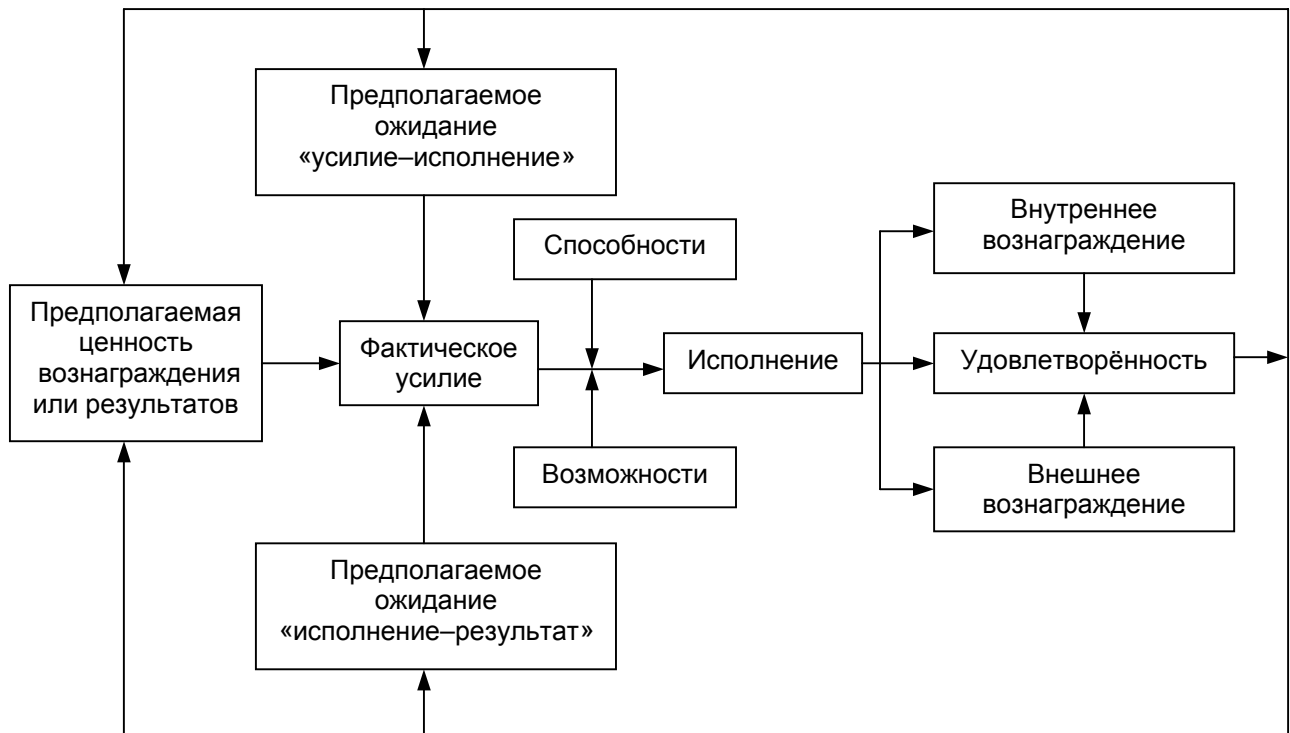 Предполагаемое
ожидание
«усилие–исполнение»
Способности
Внутреннее
вознаграждение
Предполагаемая
ценность
вознаграждения
или результатов
Фактическое
усилие
Исполнение
Удовлетворённость
Возможности
Внешнее
вознаграждение
Предполагаемое
ожидание
«исполнение–результат»